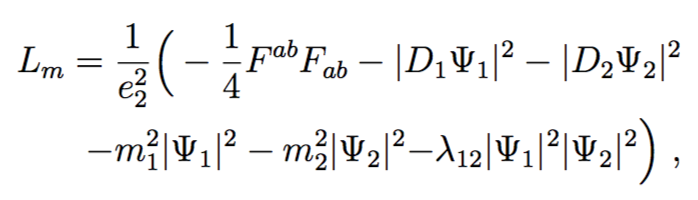 L_m = \frac{1}{e_2^2} \Big( -\frac{1}{4} F^{ab} F_{ab} - |D_1 \Psi_1|^2 - |D_2 \Psi_2|^2
-m_1^2 |\Psi_1|^2 - m_2^2 |\Psi_2|^2 - \lambda_{12} |\Psi_1|^2 |\Psi_2|^2 \Big) ,